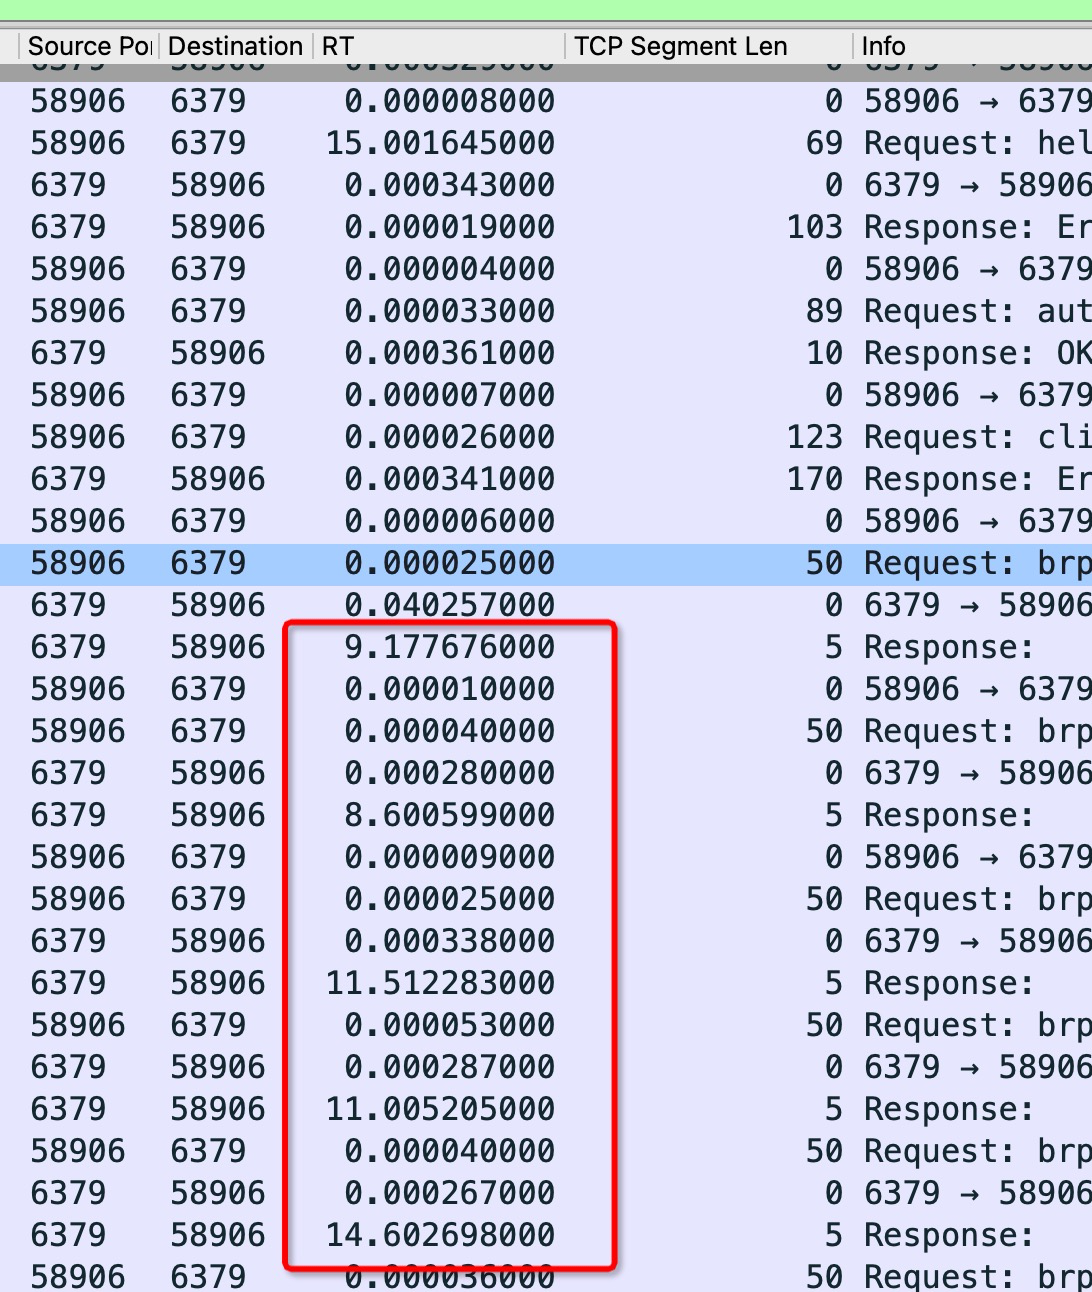 Source Por Destination RT TCP Segment Len Info
6379 58906 0.000329000 0 6379 → 58906
58906 6379 0.000008000 0 58906 → 6379
58906 6379 15.001645000 69 Request: hel
6379 58906 0.000343000 0 6379 → 58906
6379 58906 0.000019000 103 Response: Er
58906 6379 0.000004000 0 58906 → 6379
58906 6379 0.000033000 89 Request: aut
6379 58906 0.000361000 10 Response: OK
58906 6379 0.000007000 0 58906 → 6379
58906 6379 0.000026000 123 Request: cli
6379 58906 0.000341000 170 Response: Er
58906 6379 0.000006000 0 58906 → 6379
58906 6379 0.000025000 50 Request: brp
6379 58906 0.040257000 0 6379 → 58906
6379 58906 9.177676000 5 Response:
58906 6379 0.000010000 0 58906 → 6379
58906 6379 0.000040000 50 Request: brp
6379 58906 0.000280000 0 6379 → 58906
6379 58906 8.600599000 5 Response:
58906 6379 0.000009000 0 58906 → 6379
58906 6379 0.000025000 50 Request: brp
6379 58906 0.000338000 0 6379 → 58906
6379 58906 11.512283000 5 Response:
58906 6379 0.000053000 50 Request: brp
6379 58906 0.000287000 0 6379 → 58906
6379 58906 11.005205000 5 Response:
58906 6379 0.000040000 50 Request: brp
6379 58906 0.000267000 0 6379 → 58906
6379 58906 14.602698000 5 Response:
58906 6379 0.000036000 50 Request: brp